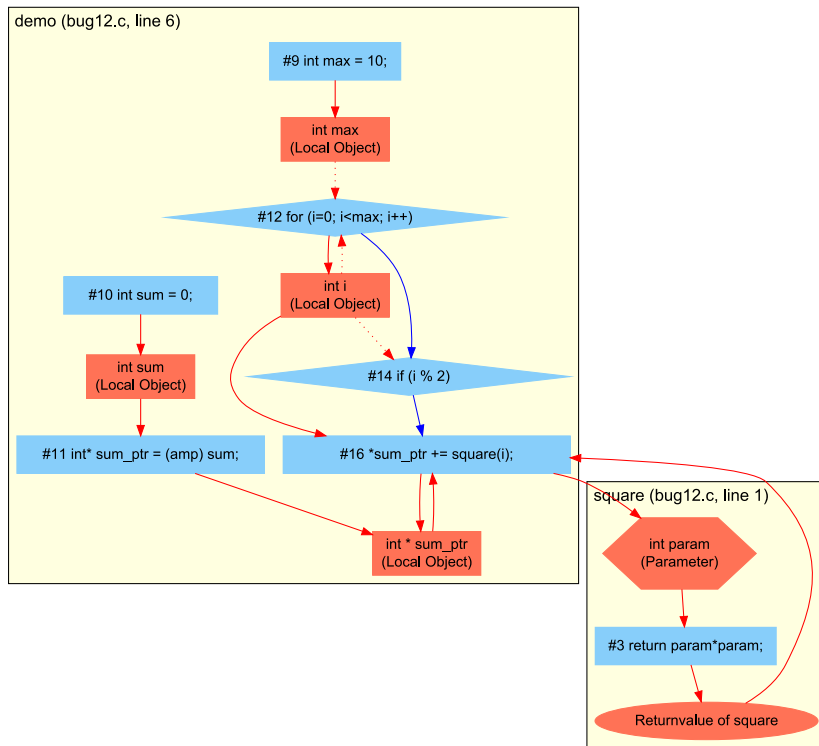 demo (bug12.c, line 6)
#9 int max = 10;
int max
(Local Object)
#12 for (i=0; i<max; i++)
int i
(Local Object)
#10 int sum = 0;
int sum
(Local Object)
#14 if (i % 2)
#11 int* sum_ptr = (amp) sum;
#16 *sum_ptr += square(i);
int * sum_ptr
(Local Object)
square (bug12.c, line 1)
int param
(Parameter)
#3 return param*param;
Returnvalue of square